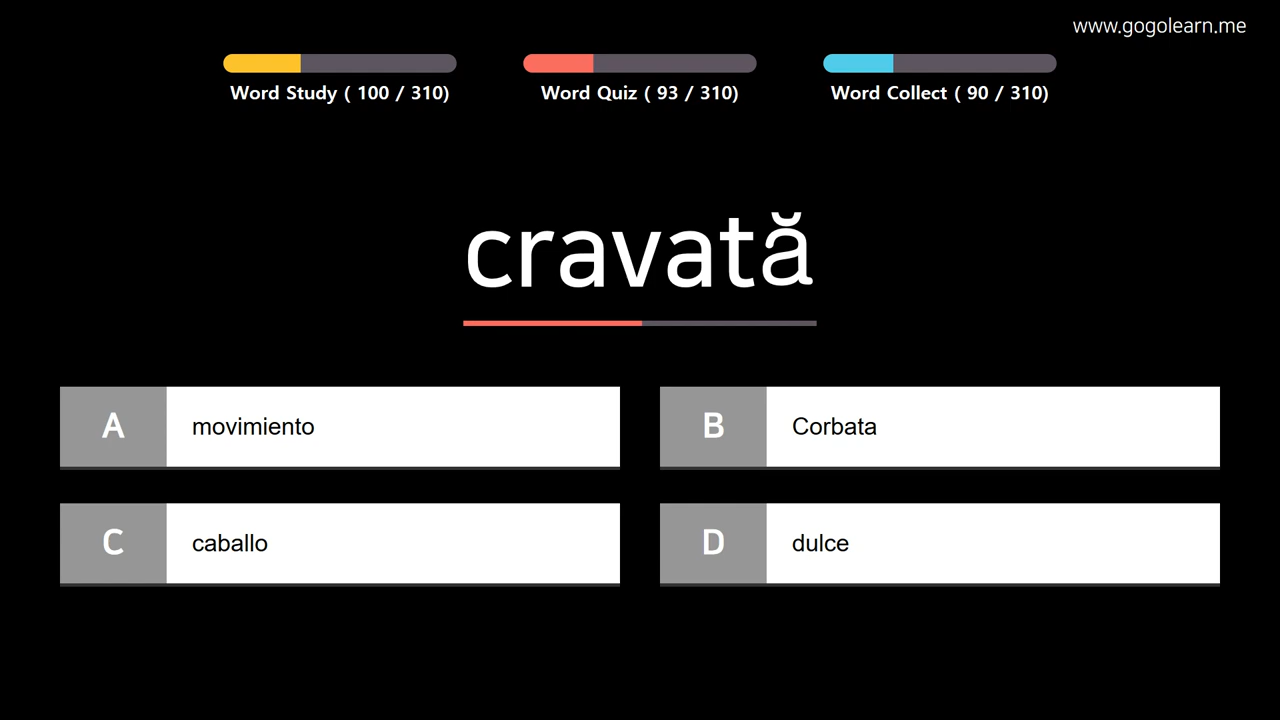 www.gogolearn.me
Word Study ( 100 / 310)
Word Quiz ( 93 / 310)
Word Collect ( 90 / 310)
cravată
A movimiento
B Corbata
C caballo
D dulce